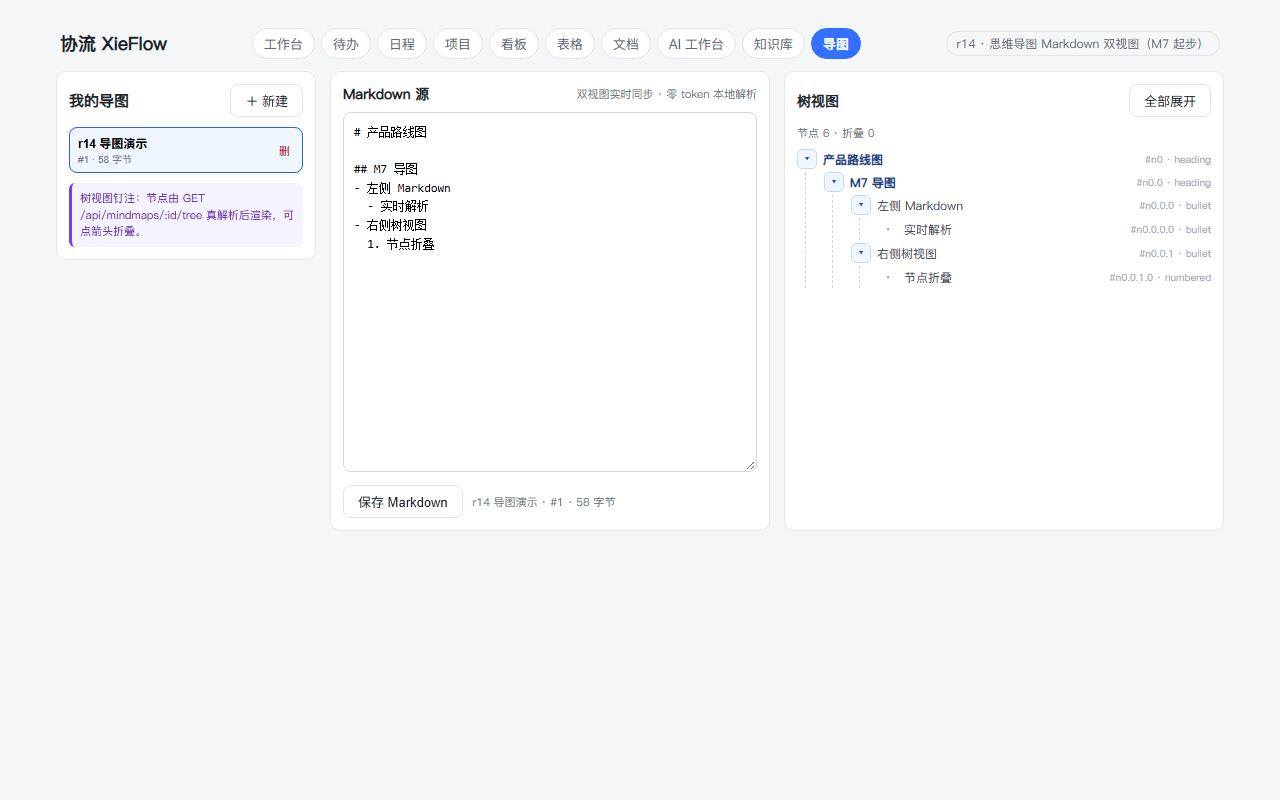 协流 XieFlow
工作台
待办
日程
项目
看板
表格
文档
AI 工作台
知识库
导图
r14 · 思维导图 Markdown 双视图（M7 起步）
我的导图
＋ 新建
r14 导图演示
#1 · 58 字节
删
树视图钉注：节点由 GET
/api/mindmaps/:id/tree 真解析后渲染，可
点箭头折叠。
Markdown 源
双视图实时同步 · 零 token 本地解析
# 产品路线图
## M7 导图
- 左侧 Markdown
  - 实时解析
- 右侧树视图
  1. 节点折叠
保存 Markdown
r14 导图演示 · #1 · 58 字节
树视图
全部展开
节点 6 · 折叠 0
产品路线图 #n0 · heading
M7 导图 #n0.0 · heading
左侧 Markdown #n0.0.0 · bullet
实时解析 #n0.0.0.0 · bullet
右侧树视图 #n0.0.1 · bullet
节点折叠 #n0.0.1.0 · numbered